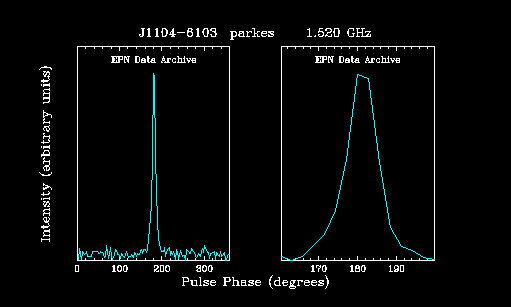 J1104-6103 parkes 1.520 GHz
EPN Data Archive EPN Data Archive
Intensity (arbitrary units)
0 100 200 300 170 180 190
Pulse Phase (degrees)